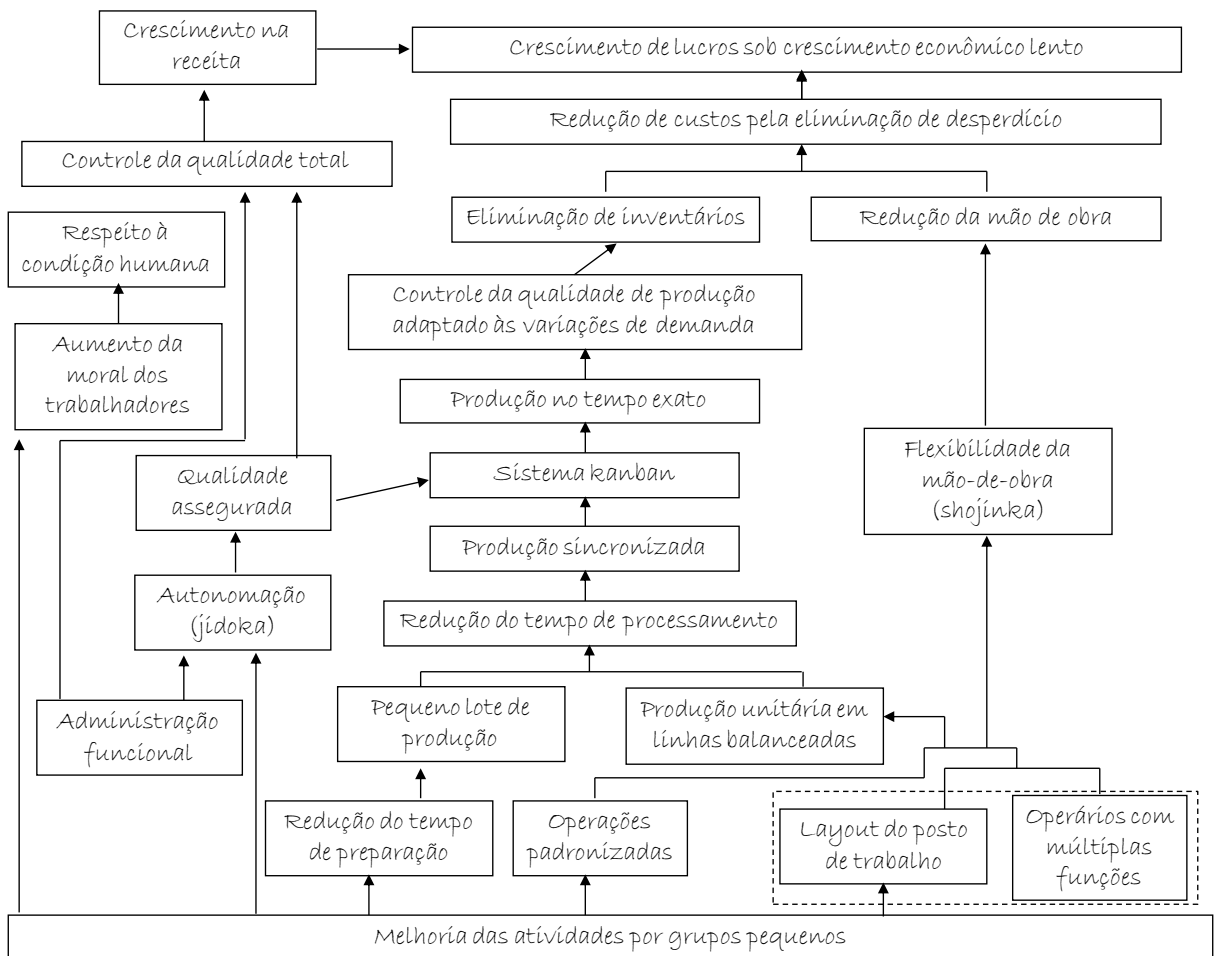 Crescimento na
receita
Crescimento de lucros sob crescimento econômico lento
Redução de custos pela eliminação de desperdício
Controle da qualidade total
Eliminação de inventários
Redução da mão de obra
Respeito à
condição humana
Controle da qualidade de produção
adaptado às variações de demanda
Aumento da
moral dos
trabalhadores
Produção no tempo exato
Qualidade
assegurada
Sistema kanban
Flexibilidade da
mão-de-obra
(shojinka)
Produção sincronizada
Autonomação
(jidoka)
Redução do tempo de processamento
Administração
funcional
Pequeno lote de
produção
Produção unitária em
linhas balanceadas
Redução do tempo
de preparação
Operações
padronizadas
Layout do posto
de trabalho
Operários com
múltiplas
funções
Melhoria das atividades por grupos pequenos